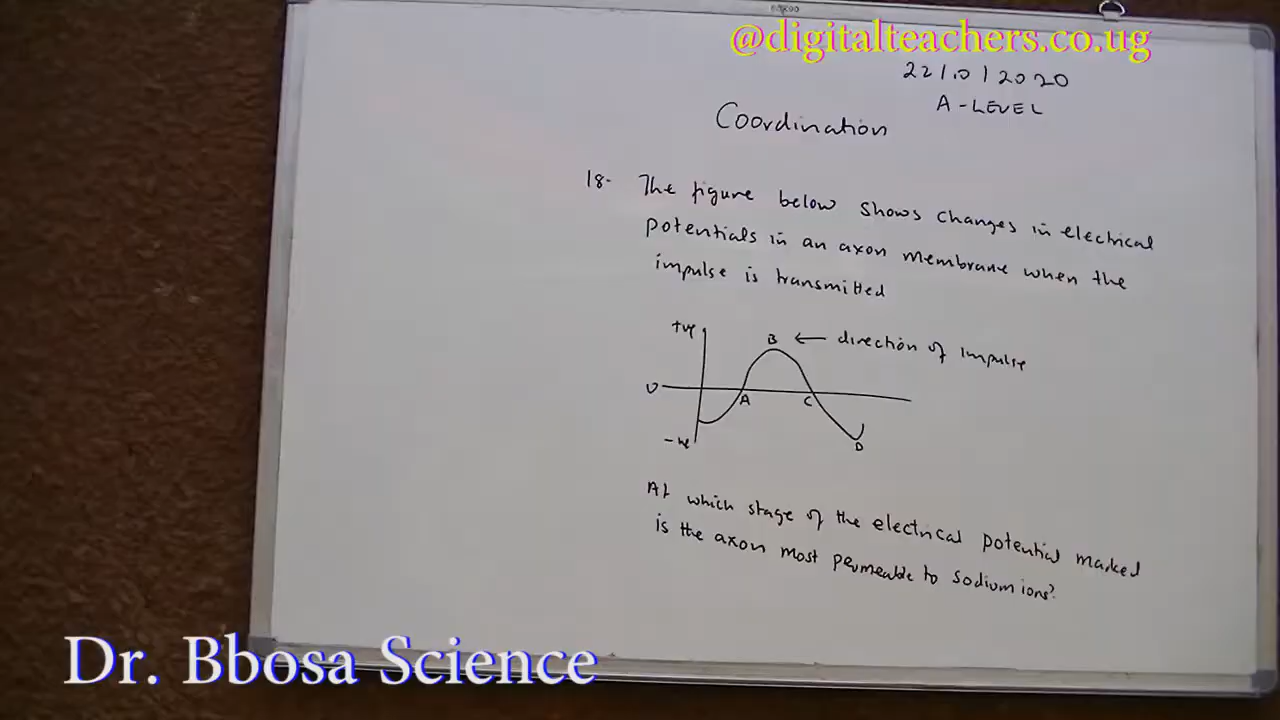 @digitalteachers.co.ug
22/10/2020
A-LEVEL
Coordination
18. The figure below shows changes in electrical
potentials in an axon membrane when the
impulse is transmitted
+ve
B ← direction of impulse
0
A
C
-ve
D
At which stage of the electrical potential marked
is the axon most permeable to sodium ions?
Dr. Bbosa Science